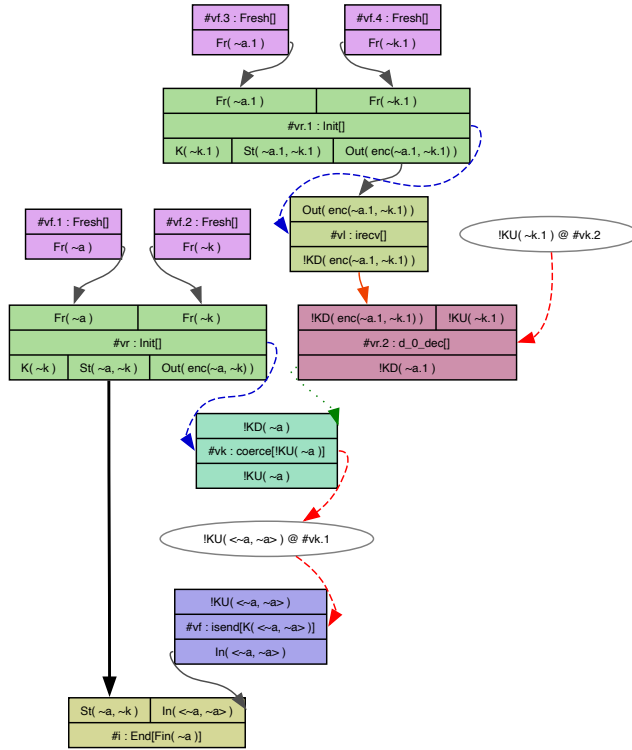 #vf.3 : Fresh[]
#vf.4 : Fresh[]
Fr( ~a.1 )
Fr( ~k.1 )
Fr( ~a.1 )
Fr( ~k.1 )
#vr.1 : Init[]
K( ~k.1 )
St( ~a.1, ~k.1 )
Out( enc(~a.1, ~k.1) )
#vf.1 : Fresh[]
#vf.2 : Fresh[]
Fr( ~a )
Fr( ~k )
Out( enc(~a.1, ~k.1) )
#vl : irecv[]
!KD( enc(~a.1, ~k.1) )
!KU( ~k.1 ) @ #vk.2
Fr( ~a )
Fr( ~k )
#vr : Init[]
K( ~k )
St( ~a, ~k )
Out( enc(~a, ~k) )
!KD( enc(~a.1, ~k.1) )
!KU( ~k.1 )
#vr.2 : d_0_dec[]
!KD( ~a.1 )
!KD( ~a )
#vk : coerce[!KU( ~a )]
!KU( ~a )
!KU( <~a, ~a> ) @ #vk.1
!KU( <~a, ~a> )
#vf : isend[K( <~a, ~a> )]
In( <~a, ~a> )
St( ~a, ~k )
In( <~a, ~a> )
#i : End[Fin( ~a )]